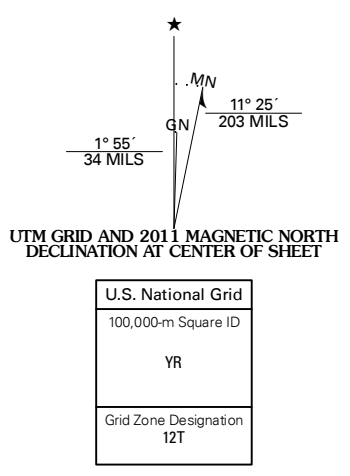 ★
MN
11° 25´
203 MILS
GN
1° 55´
34 MILS
UTM GRID AND 2011 MAGNETIC NORTH
DECLINATION AT CENTER OF SHEET
U.S. National Grid
100,000-m Square ID
YR
Grid Zone Designation
12T